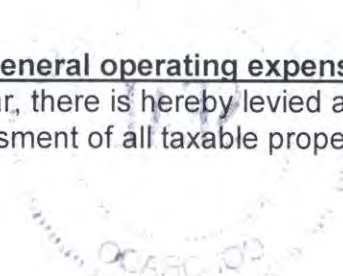 eneral operating expens
r, there is hereby levied a
sment of all taxable prope